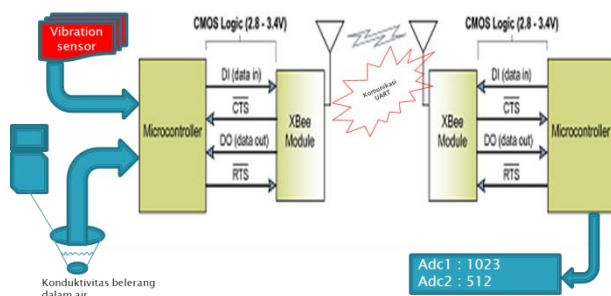 Vibration
sensor
CMOS Logic (2.8 - 3.4V)
Microcontroller
DI (data in)
CTS
DO (data out)
RTS
XBee
Module
Komunikasi
UART
CMOS Logic (2.8 - 3.4V)
XBee
Module
DI (data in)
CTS
DO (data out)
RTS
Microcontroller
Konduktivitas belerang
dalam air
Adc1 : 1023
Adc2 : 512